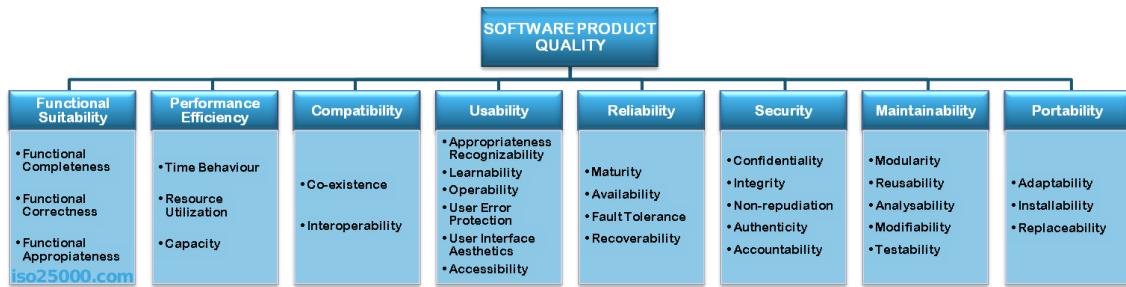 SOFTWARE PRODUCT
QUALITY
Functional
Suitability
• Functional
Completeness
• Functional
Correctness
• Functional
Appropiateness
iso25000.com
Performance
Efficiency
• Time Behaviour
• Resource
Utilization
• Capacity
Compatibility
• Co-existence
• Interoperability
Usability
• Appropriateness
Recognizability
• Learnability
• Operability
• User Error
Protection
• User Interface
Aesthetics
• Accessibility
Reliability
• Maturity
• Availability
• Fault Tolerance
• Recoverability
Security
• Confidentiality
• Integrity
• Non-repudiation
• Authenticity
• Accountability
Maintainability
• Modularity
• Reusability
• Analysability
• Modifiability
• Testability
Portability
• Adaptability
• Installability
• Replaceability